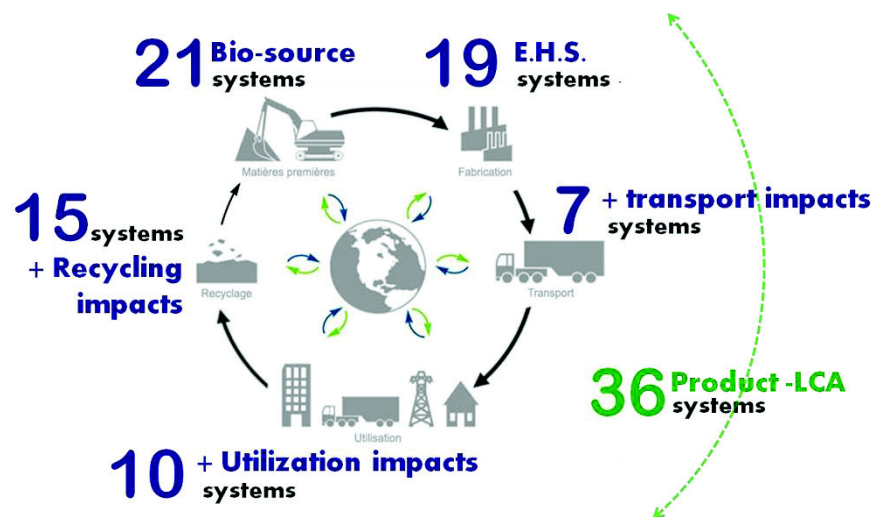 21 Bio-source
systems
19 E.H.S.
systems
Matières premières
Fabrication
7 + transport impacts
systems
15 systems
+ Recycling
impacts
Recyclage
Transport
36 Product -LCA
systems
Utilisation
10 + Utilization impacts
systems